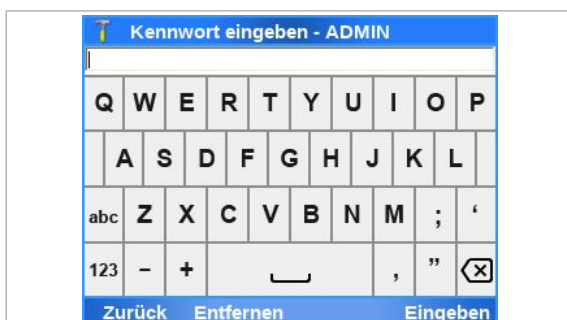 Kennwort eingeben - ADMIN
Q W E R T Y U I O P
A S D F G H J K L
abc Z X C V B N M ; ‘
123 - + , ”
Zurück Entfernen Eingeben